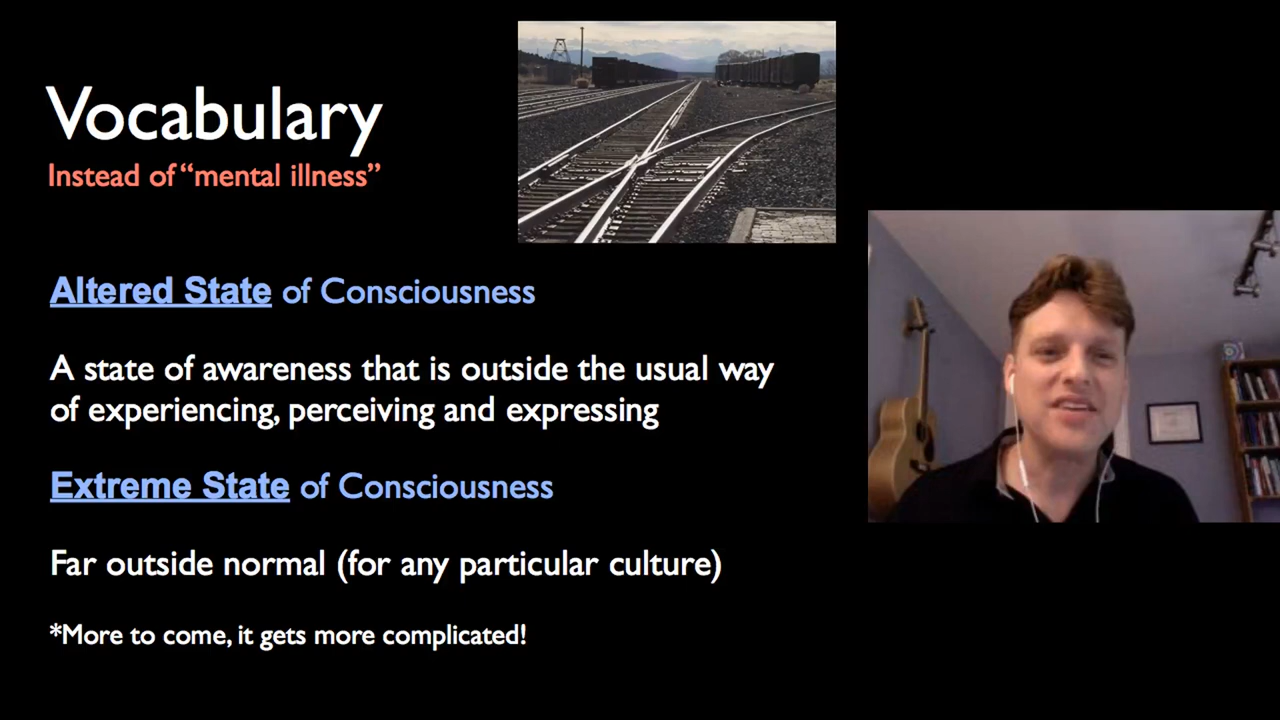 Vocabulary
Instead of “mental illness”
Altered State of Consciousness
A state of awareness that is outside the usual way
of experiencing, perceiving and expressing
Extreme State of Consciousness
Far outside normal (for any particular culture)
*More to come, it gets more complicated!